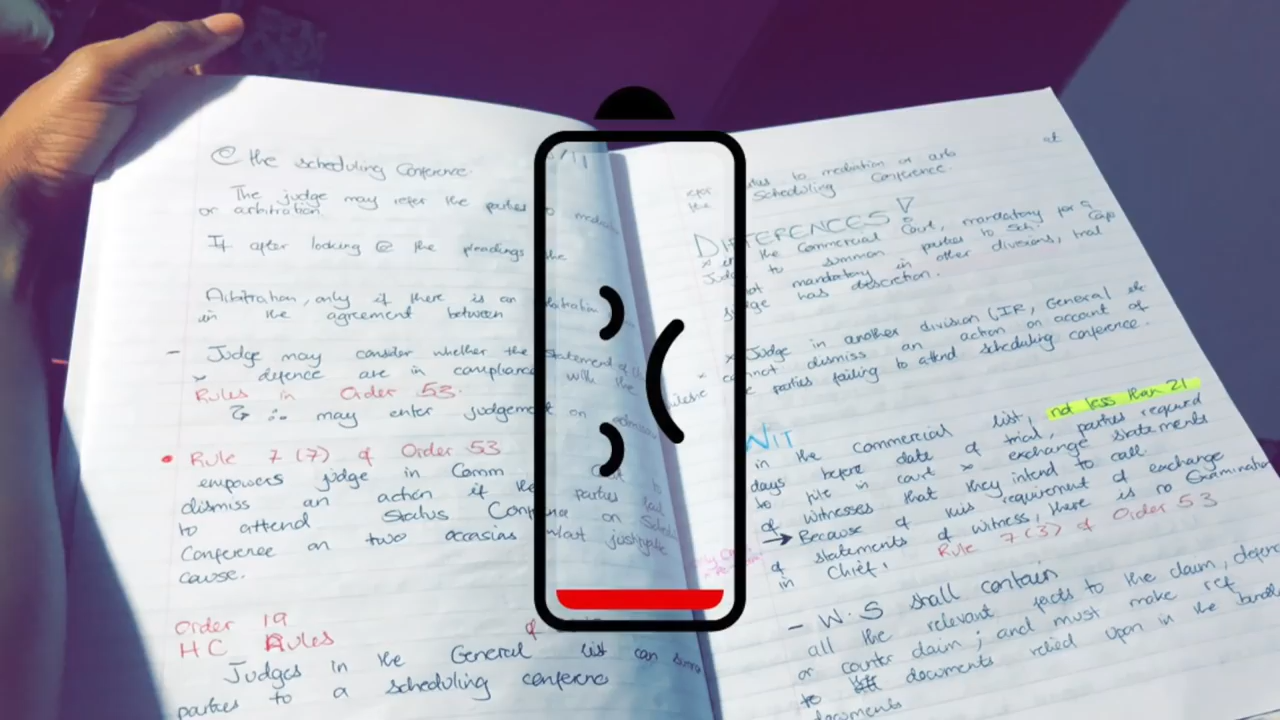 @ the scheduling Conference.
The judge may refer the parties to
or arbitration.
If after looking @ the pleadings the
Arbitration, only if there is an arbitration
in the agreement between
- Judge may consider whether the statement of
defence are in compliance with the
Rules in Order 53.
may enter judgement on
• Rule 7 (7) of Order 53
empowers judge in Comm
dismiss an action if the parties fail
to attend Status on
Conference on two occasions
cause.
Order 19
HC Rules
Judges in the General list can
parties to a scheduling conference
to mediation or arb at
the Scheduling Conference.
DIFFERENCES
x in the Commercial Court, mandatory for a
Judge to summon parties to Sch.
not mandatory in other divisions,
has descretion.
x Judge in another division (IR, General etc
cannot dismiss an action on account of
parties failing to attend scheduling conference.
WIT
in the commercial list, not less than 21
days before date of trial, parties required
to file in court exchange statements
of witnesses that they intend to call.
→ Because of this requirement of exchange
of statements of witness, there is no Examination
in Chief. Rule 7 (3) of Order 53
- W.S shall contain
all the relevant facts to the claim,
or counter claim; and must make ref
to documents relied upon in the
documents